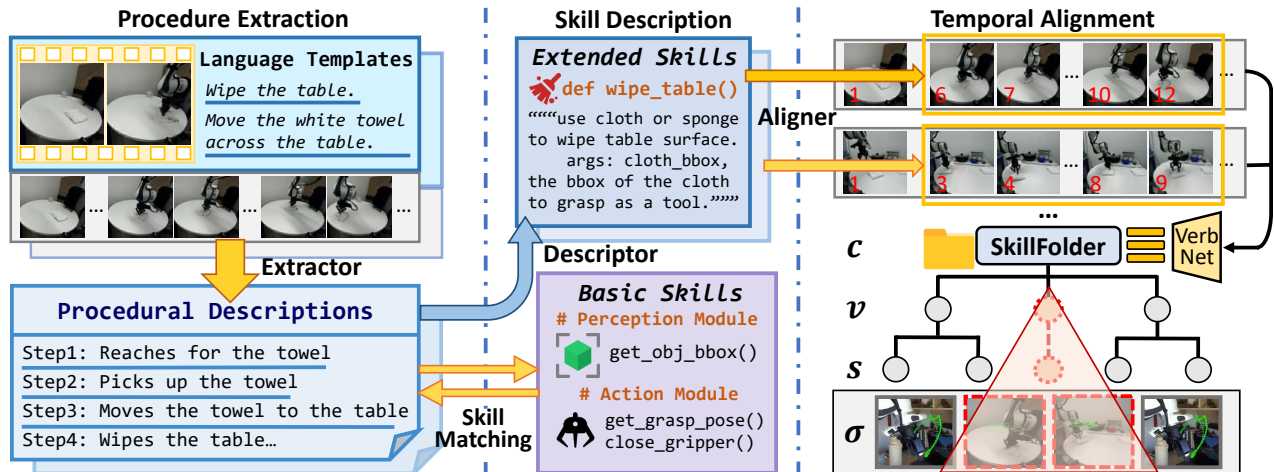 Procedure Extraction
Language Templates
Wipe the table.
Move the white towel
across the table.
...
...
...
Extractor
Procedural Descriptions
Step1: Reaches for the towel
Step2: Picks up the towel
Step3: Moves the towel to the table
Step4: Wipes the table…
Skill Description
Extended Skills
def wipe_table()
“““use cloth or sponge
to wipe table surface.
args: cloth_bbox,
the bbox of the cloth
to grasp as a tool.”””
Descriptor
Basic Skills
# Perception Module
get_obj_bbox()
# Action Module
get_grasp_pose()
close_gripper()
Skill
Matching
Temporal Alignment
Aligner
1 6 7 ... 10 12 ...
1 3 4 ... 8 9 ...
...
c SkillFolder Verb
Net
v
s
σ